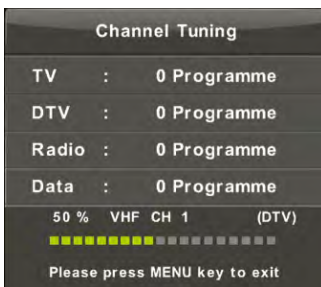 Channel Tuning
TV : 0 Programme
DTV : 0 Programme
Radio : 0 Programme
Data : 0 Programme
50 % VHF CH 1 (DTV)
Please press MENU key to exit